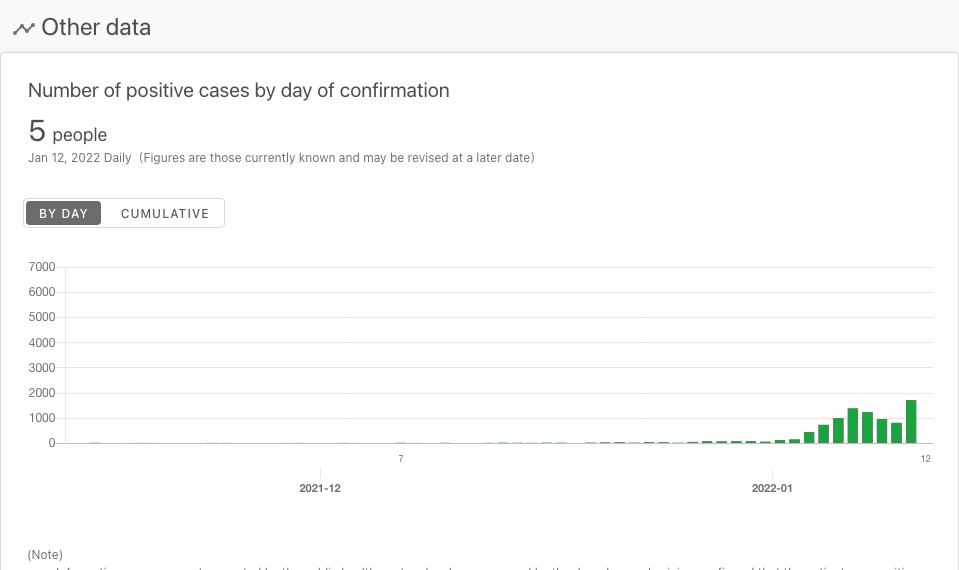 Other data
Number of positive cases by day of confirmation
5 people
Jan 12, 2022 Daily (Figures are those currently known and may be revised at a later date)
BY DAY CUMULATIVE
7000
6000
5000
4000
3000
2000
1000
0
7 12
2021-12 2022-01
(Note)